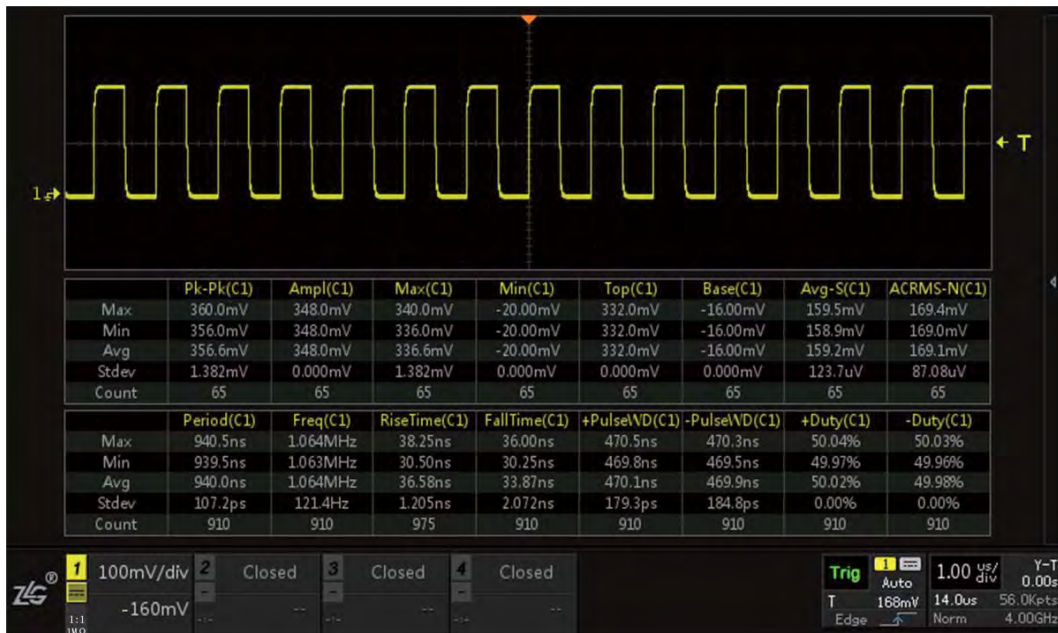 T
1
Pk-Pk(C1) Ampl(C1) Max(C1) Min(C1) Top(C1) Base(C1) Avg-S(C1) ACRMS-N(C1)
Max 360.0mV 348.0mV 340.0mV -20.00mV 332.0mV -16.00mV 159.5mV 169.4mV
Min 356.0mV 348.0mV 336.0mV -20.00mV 332.0mV -16.00mV 158.9mV 169.0mV
Avg 356.6mV 348.0mV 336.6mV -20.00mV 332.0mV -16.00mV 159.2mV 169.1mV
Stdev 1.382mV 0.000mV 1.382mV 0.000mV 0.000mV 0.000mV 123.7uV 87.08uV
Count 65 65 65 65 65 65 65 65
Period(C1) Freq(C1) RiseTime(C1) FallTime(C1) +PulseWD(C1) -PulseWD(C1) +Duty(C1) -Duty(C1)
Max 940.5ns 1.064MHz 38.25ns 36.00ns 470.5ns 470.3ns 50.04% 50.03%
Min 939.5ns 1.063MHz 30.50ns 30.25ns 469.8ns 469.5ns 49.97% 49.96%
Avg 940.0ns 1.064MHz 36.58ns 33.87ns 470.1ns 469.9ns 50.02% 49.98%
Stdev 107.2ps 121.4Hz 1.205ns 2.072ns 179.3ps 184.8ps 0.00% 0.00%
Count 910 910 975 910 910 910 910 910
ZLG® 1 100mV/div 2 Closed 3 Closed 4 Closed Trig 1 Auto 1.00 us/div Y-T 0.00s
1:1 1MΩ -160mV -- -- -- T 168mV 14.0us 56.0Kpts
Edge Norm 4.00GHz